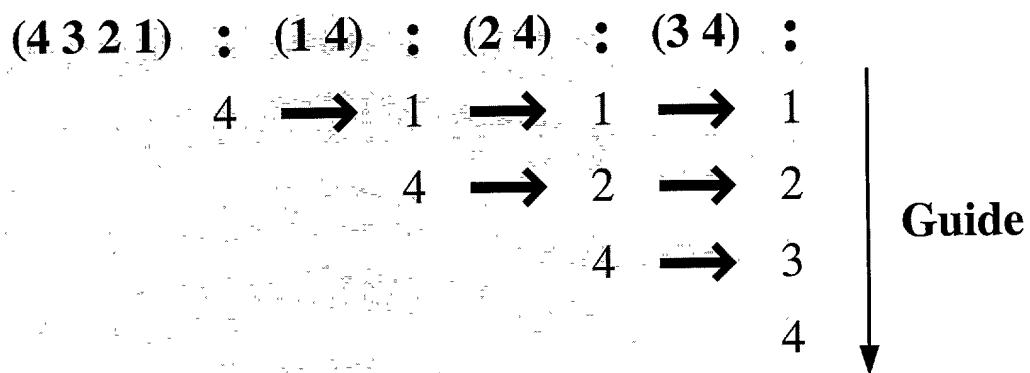 (4 3 2 1) : (1 4) : (2 4) : (3 4) :
4 → 1 → 1 → 1
4 → 2 → 2
4 → 3
4
Guide